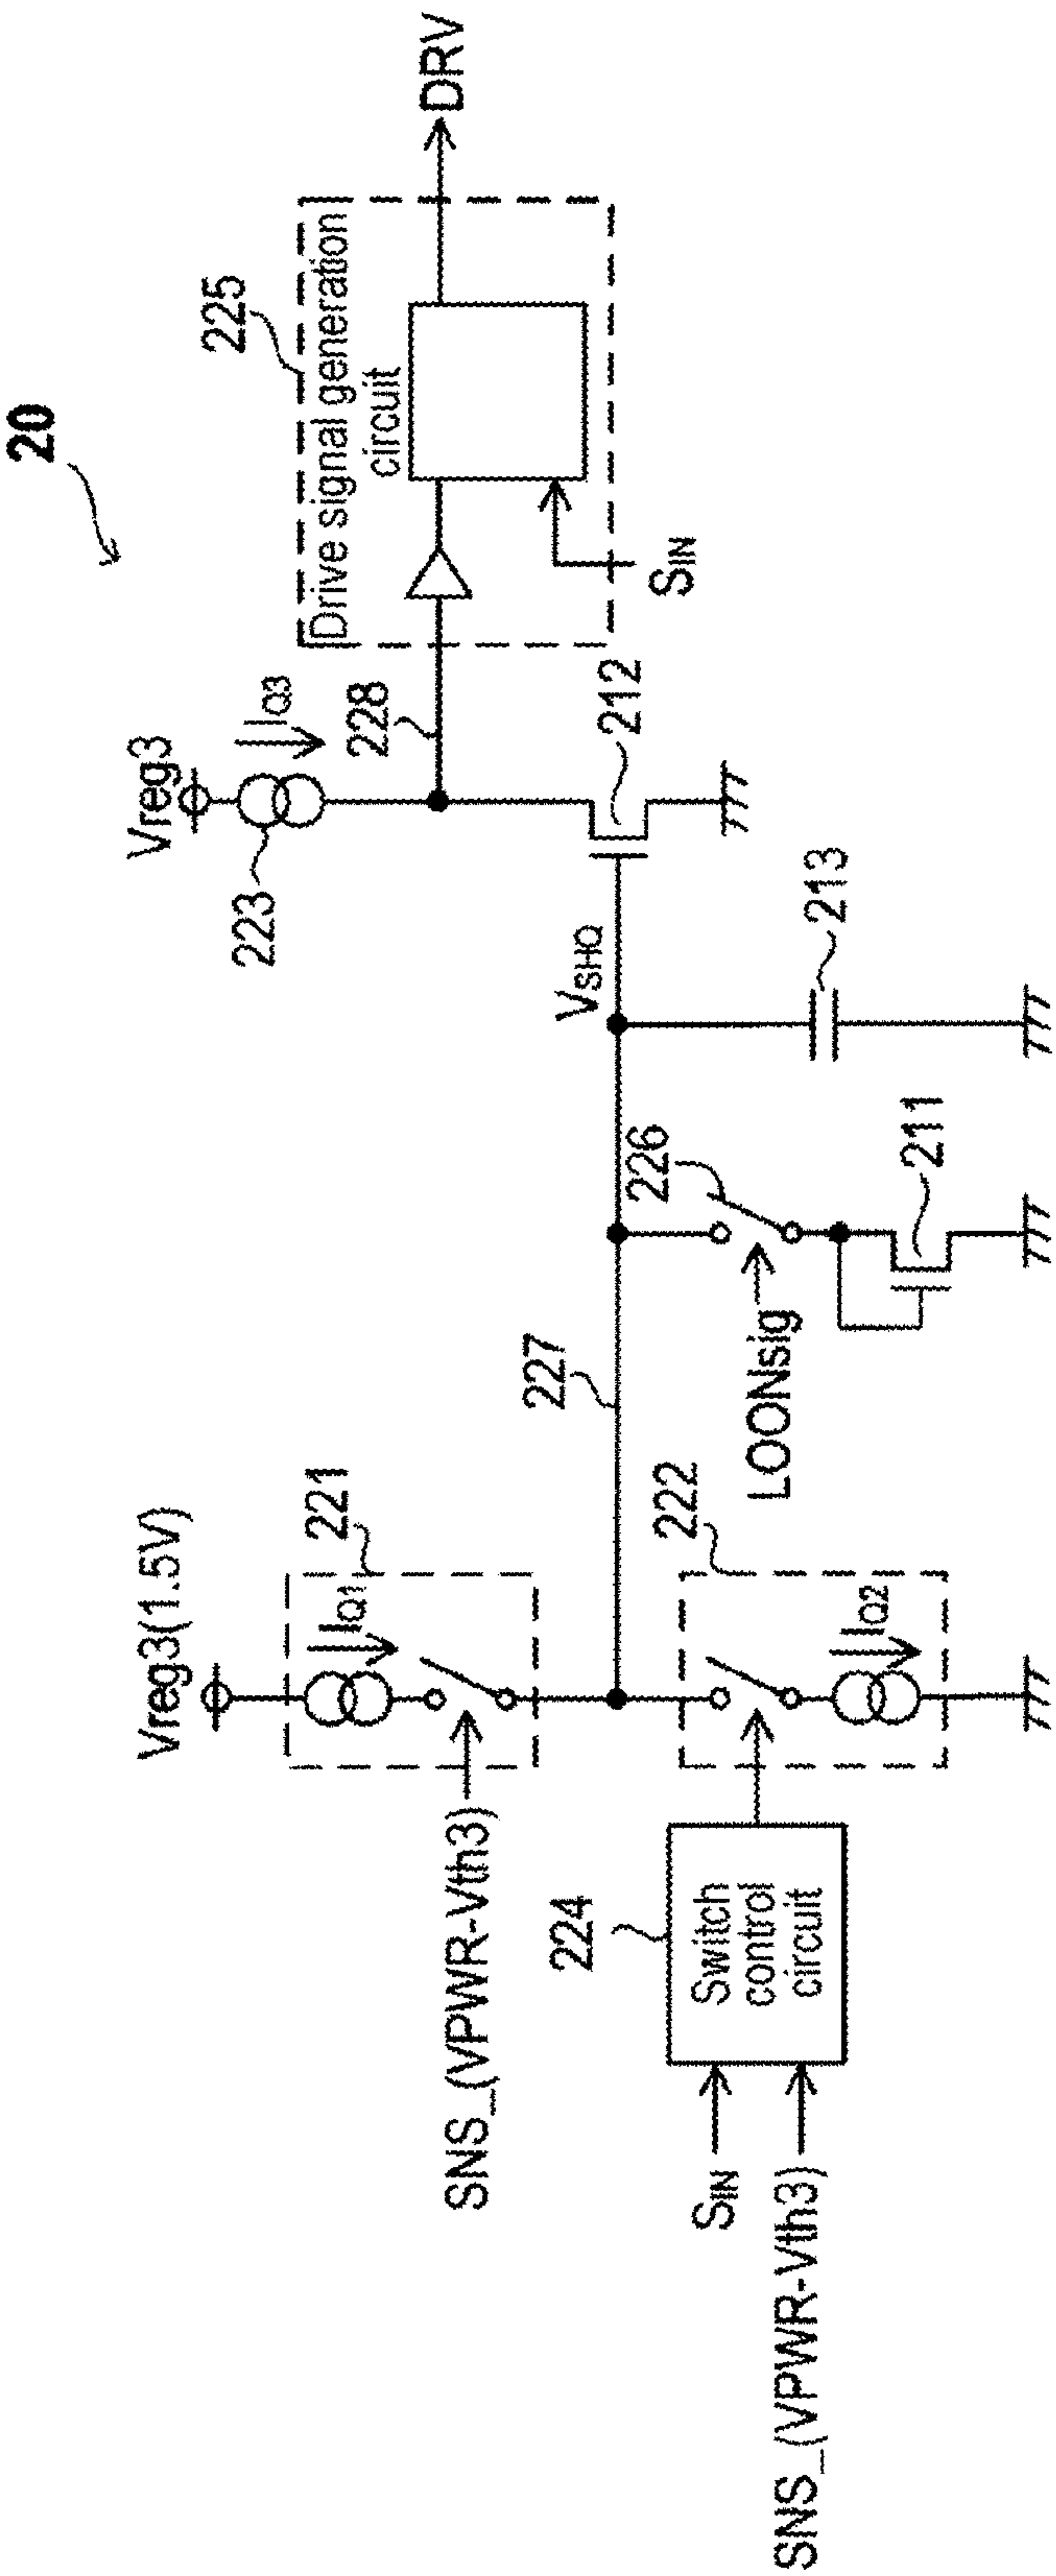 20
Vreg3(1.5V)
221
IQ1
SNS_(VPWR-Vth3)
227
222
IQ2
224
Switch
control
circuit
SIN
SNS_(VPWR-Vth3)
LOONsig
226
211
213
VSHQ
212
Vreg3
223
IQ3
228
225
Drive signal generation
circuit
SIN
DRV